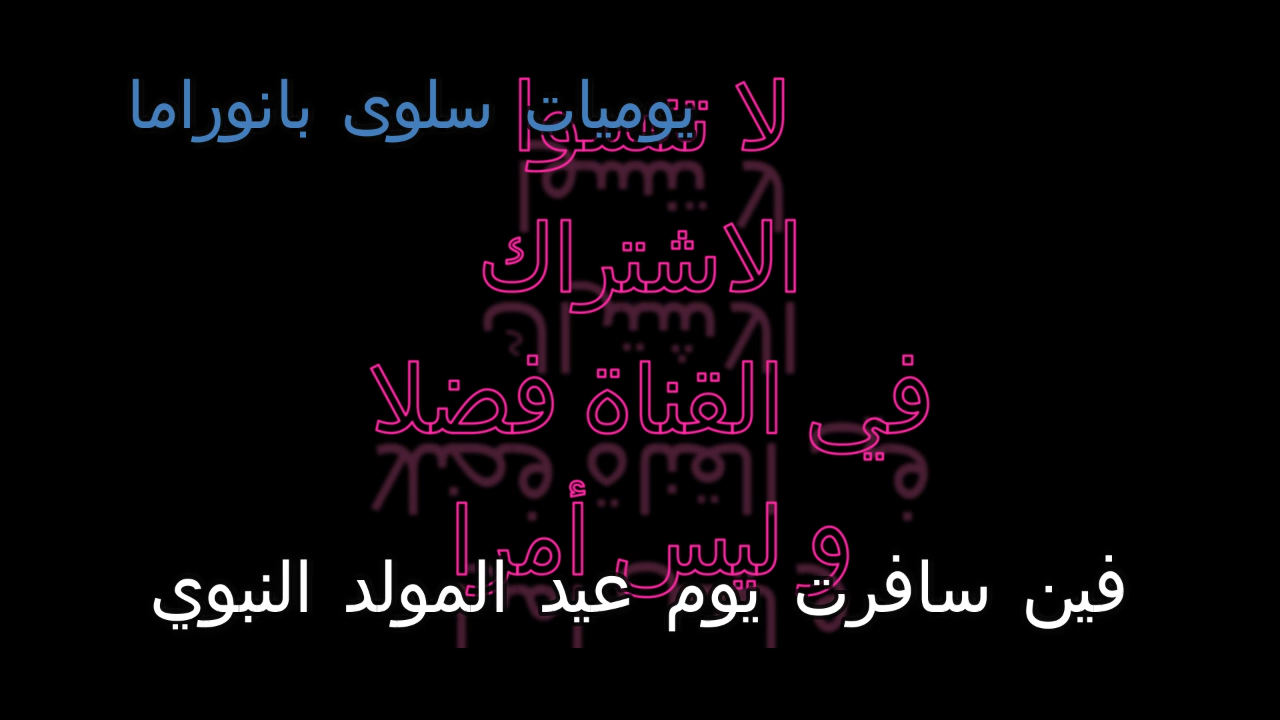 يوميات سلوى بانوراما
لا تنسوا
الاشتراك
في القناة فضلا
و ليس أمرا
فين سافرت يوم عيد المولد النبوي